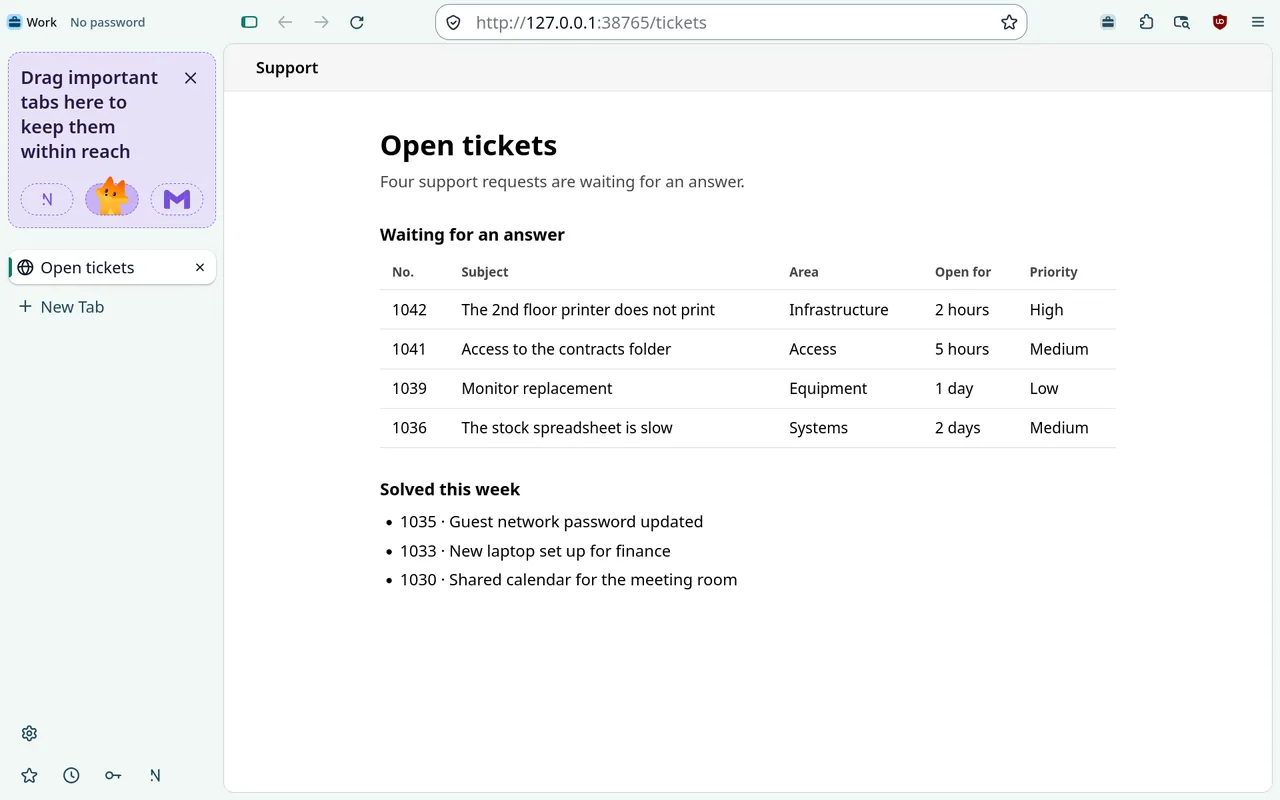 Work No password
http://127.0.0.1:38765/tickets
Drag important
tabs here to
keep them
within reach
Open tickets
New Tab
Support
Open tickets
Four support requests are waiting for an answer.
Waiting for an answer
No. Subject Area Open for Priority
1042 The 2nd floor printer does not print Infrastructure 2 hours High
1041 Access to the contracts folder Access 5 hours Medium
1039 Monitor replacement Equipment 1 day Low
1036 The stock spreadsheet is slow Systems 2 days Medium
Solved this week
• 1035 · Guest network password updated
• 1033 · New laptop set up for finance
• 1030 · Shared calendar for the meeting room